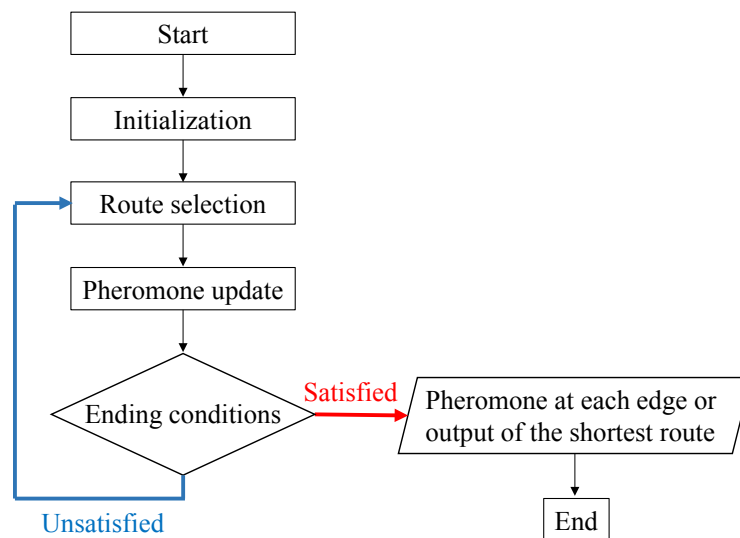 Start
Initialization
Route selection
Pheromone update
Ending conditions
Satisfied
Pheromone at each edge or
output of the shortest route
Unsatisfied
End